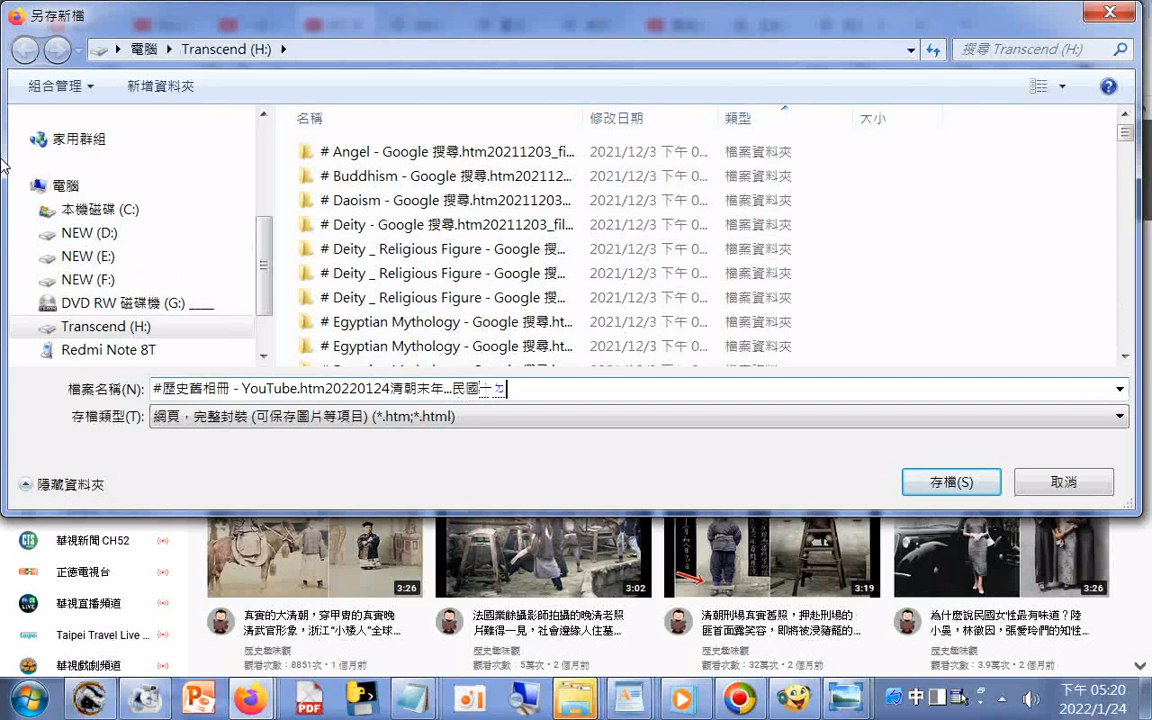 另存新檔
電腦 Transcend (H:)
搜尋 Transcend (H:)
組合管理 新增資料夾
名稱 修改日期 類型 大小
家用群組
電腦
本機磁碟 (C:)
NEW (D:)
NEW (E:)
NEW (F:)
DVD RW 磁碟機 (G:) ____
Transcend (H:)
Redmi Note 8T
# Angel - Google 搜尋.htm20211203_fi... 2021/12/3 下午 0... 檔案資料夾
# Buddhism - Google 搜尋.htm202112... 2021/12/3 下午 0... 檔案資料夾
# Daoism - Google 搜尋.htm20211203... 2021/12/3 下午 0... 檔案資料夾
# Deity - Google 搜尋.htm20211203_fil... 2021/12/3 下午 0... 檔案資料夾
# Deity _ Religious Figure - Google 搜... 2021/12/3 下午 0... 檔案資料夾
# Deity _ Religious Figure - Google 搜... 2021/12/3 下午 0... 檔案資料夾
# Deity _ Religious Figure - Google 搜... 2021/12/3 下午 0... 檔案資料夾
# Egyptian Mythology - Google 搜尋.ht... 2021/12/3 下午 0... 檔案資料夾
# Egyptian Mythology - Google 搜尋.ht... 2021/12/3 下午 0... 檔案資料夾
檔案名稱(N): #歷史舊相冊 - YouTube.htm20220124清朝末年...民國十ㄉ
存檔類型(T): 網頁，完整封裝 (可保存圖片等項目) (*.htm;*.html)
隱藏資料夾
存檔(S) 取消
華視新聞 CH52
正德電視台
華視直播頻道
Taipei Travel Live ...
華視戲劇頻道
3:26
真實的大清朝，穿甲冑的真實晚
清武官形象，浙江“小矮人”全球...
歷史趣味觀
觀看次數：8851次・1 個月前
3:02
法國業餘攝影師拍攝的晚清老照
片難得一見，社會邊緣人住墓...
歷史趣味觀
觀看次數：5萬次・2 個月前
3:19
清朝刑場真實舊照，押赴刑場的
匪首面露笑容，即將被浸豬籠的...
歷史趣味觀
觀看次數：32萬次・2 個月前
3:26
為什麼說民國女性最有味道？陸
小曼，林徽因，張愛玲們的知性...
歷史趣味觀
觀看次數：3.9萬次・2 個月前
中
下午 05:20
2022/1/24